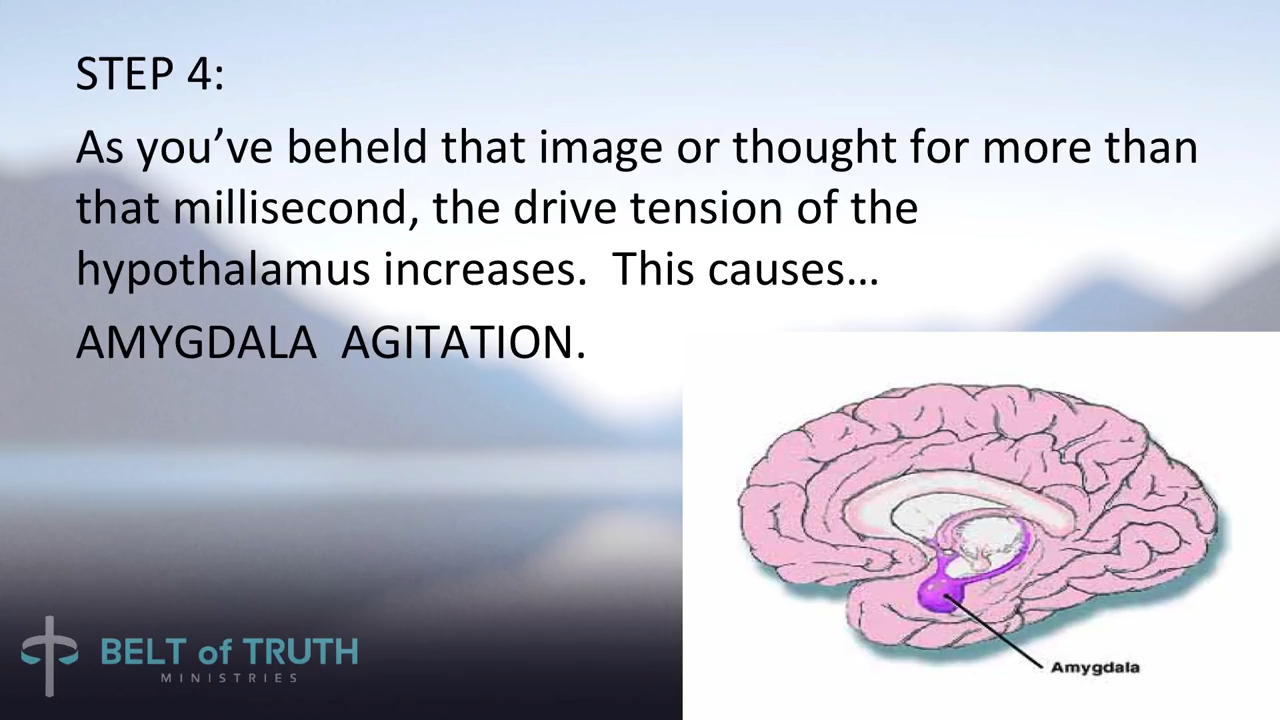 STEP 4:
As you’ve beheld that image or thought for more than
that millisecond, the drive tension of the
hypothalamus increases.  This causes…
AMYGDALA  AGITATION.
Amygdala
BELT of TRUTH
MINISTRIES